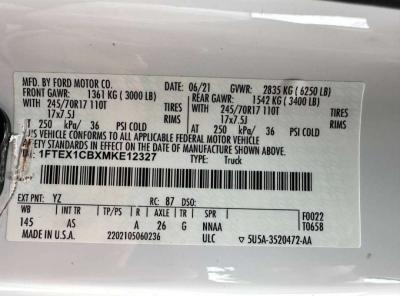 MFD. BY FORD MOTOR CO.
06/21 GVWR: 2835 KG (6250 LB)
FRONT GAWR: 1361 KG (3000 LB) REAR GAWR: 1542 KG (3400 LB)
WITH TIRES WITH TIRES
245/70R17 110T RIMS 245/70R17 110T RIMS
17x7.5J 17x7.5J
AT 250 kPa/ 36 PSI COLD AT 250 kPa/ 36 PSI COLD
THIS VEHICLE CONFORMS TO ALL APPLICABLE FEDERAL MOTOR VEHICLE
SAFETY STANDARDS IN EFFECT ON THE DATE OF MANUFACTURE SHOWN ABOVE.
1FTEX1CBXMKE12327 TYPE: Truck
EXT PNT: YZ RC: 87 DSO:
WB INT TR TP/PS R AXLE TR SPR F0022
145 AS A 26 G NNAA T0658
MADE IN U.S.A. 2202105060236 ULC 5U5A-3520472-AA